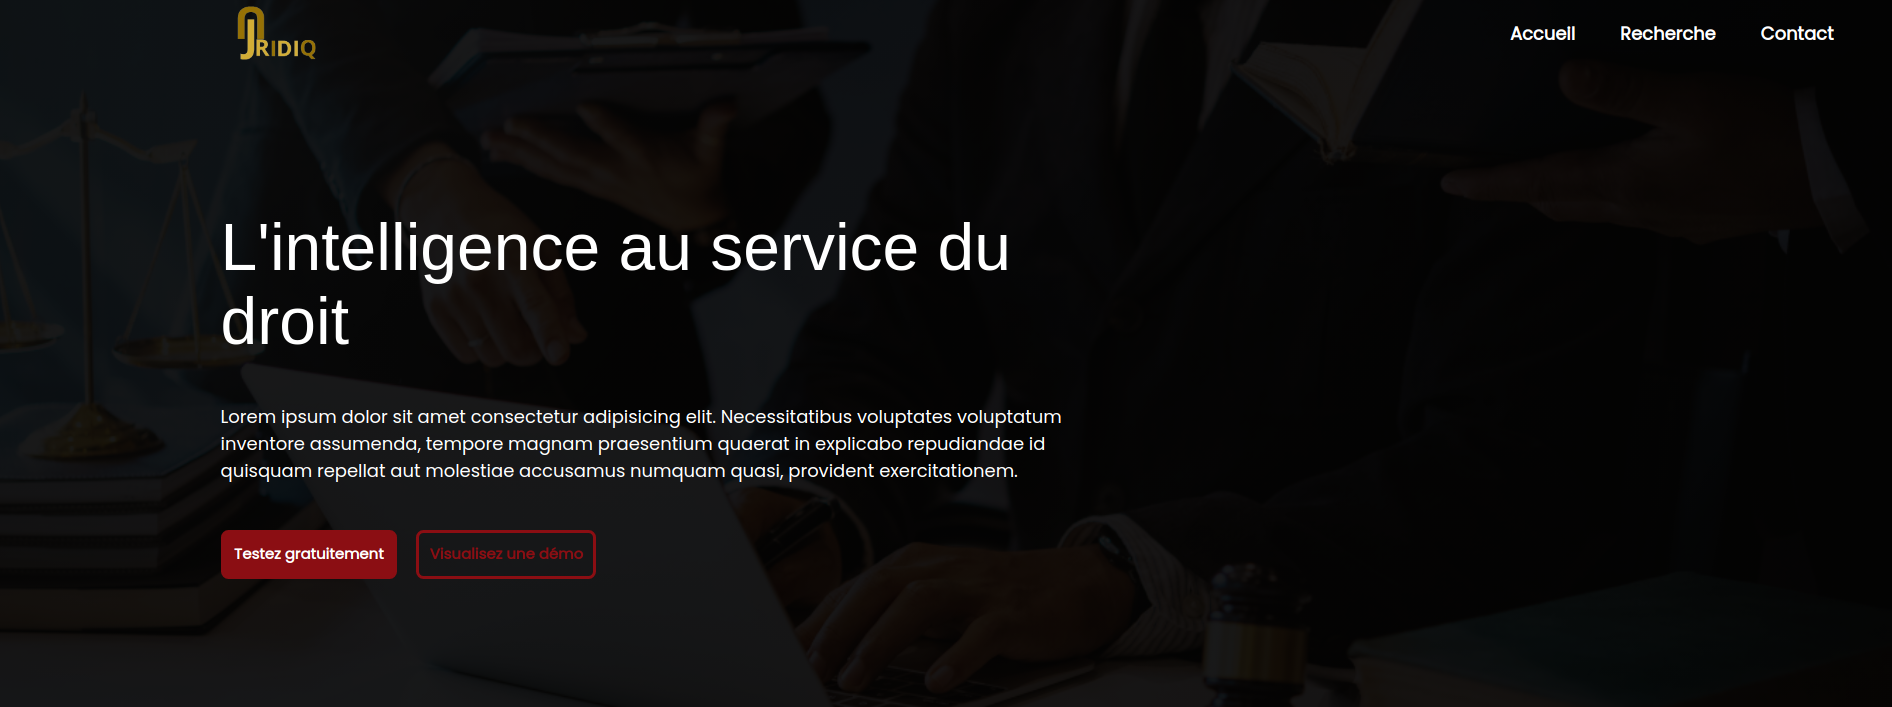 JRIDIQ
Accueil Recherche Contact
L'intelligence au service du
droit
Lorem ipsum dolor sit amet consectetur adipisicing elit. Necessitatibus voluptates voluptatum
inventore assumenda, tempore magnam praesentium quaerat in explicabo repudiandae id
quisquam repellat aut molestiae accusamus numquam quasi, provident exercitationem.
Testez gratuitement Visualisez une démo